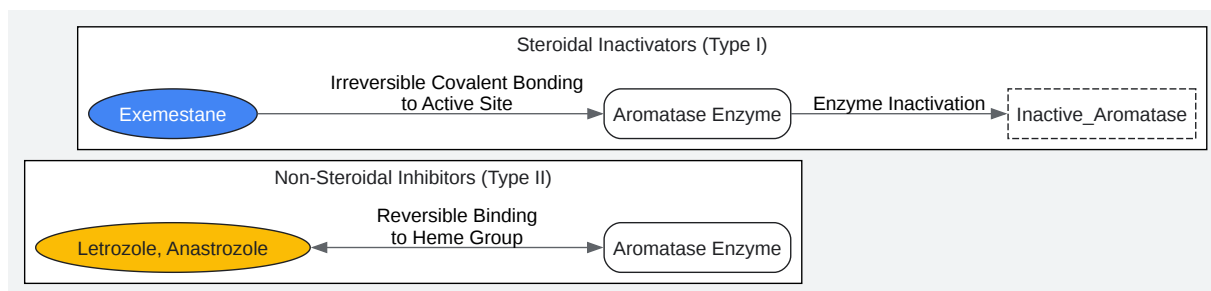 Steroidal Inactivators (Type I)
Irreversible Covalent Bonding
to Active Site
Exemestane
Aromatase Enzyme
Enzyme Inactivation
Inactive_Aromatase
Non-Steroidal Inhibitors (Type II)
Reversible Binding
to Heme Group
Letrozole, Anastrozole
Aromatase Enzyme